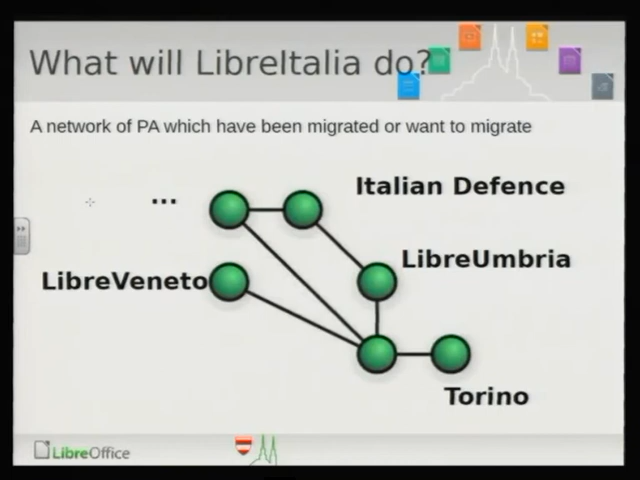 What will LibreItalia do?
A network of PA which have been migrated or want to migrate
...
Italian Defence
LibreUmbria
LibreVeneto
Torino
LibreOffice